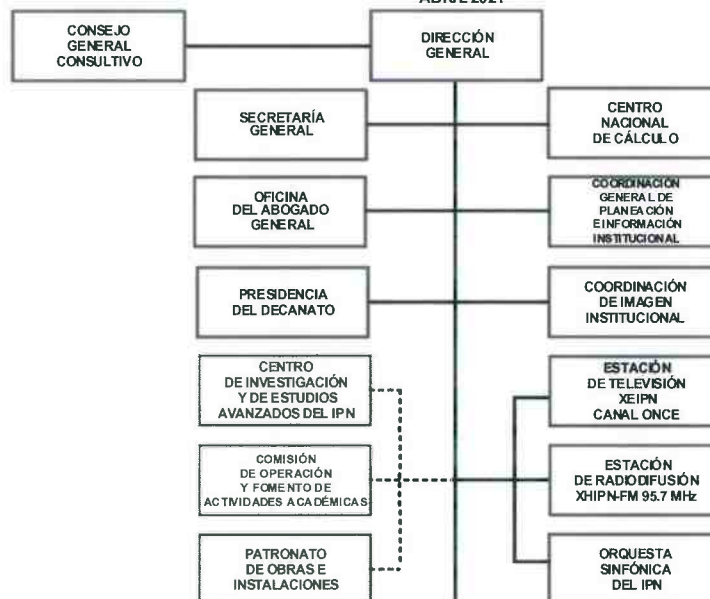 ABRIL 2021
CONSEJO
GENERAL
CONSULTIVO
DIRECCIÓN
GENERAL
SECRETARÍA
GENERAL
CENTRO
NACIONAL
DE CÁLCULO
OFICINA
DEL ABOGADO
GENERAL
COORDINACIÓN
GENERAL DE
PLANEACIÓN
E INFORMACIÓN
INSTITUCIONAL
PRESIDENCIA
DEL DECANATO
COORDINACIÓN
DE IMAGEN
INSTITUCIONAL
CENTRO
DE INVESTIGACIÓN
Y DE ESTUDIOS
AVANZADOS DEL IPN
ESTACIÓN
DE TELEVISIÓN
XEIPN
CANAL ONCE
COMISIÓN
DE OPERACIÓN
Y FOMENTO DE
ACTIVIDADES ACADÉMICAS
ESTACIÓN
DE RADIODIFUSIÓN
XHIPN-FM 95.7 MHz
PATRONATO
DE OBRAS E
INSTALACIONES
ORQUESTA
SINFÓNICA
DEL IPN